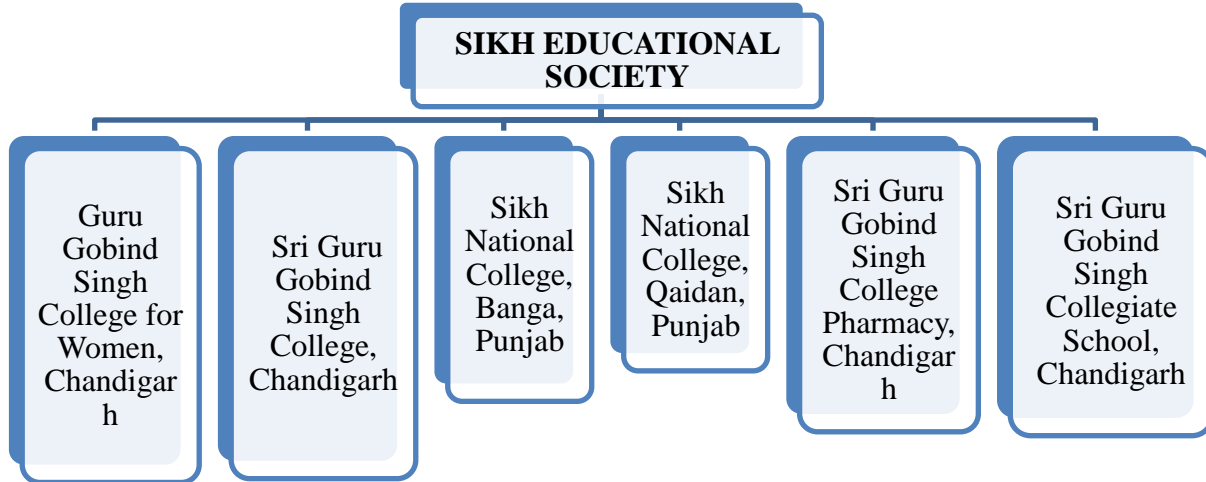 SIKH EDUCATIONAL
SOCIETY
Guru
Gobind
Singh
College for
Women,
Chandigar
h
Sri Guru
Gobind
Singh
College,
Chandigarh
Sikh
National
College,
Banga,
Punjab
Sikh
National
College,
Qaidan,
Punjab
Sri Guru
Gobind
Singh
College
Pharmacy,
Chandigar
h
Sri Guru
Gobind
Singh
Collegiate
School,
Chandigarh